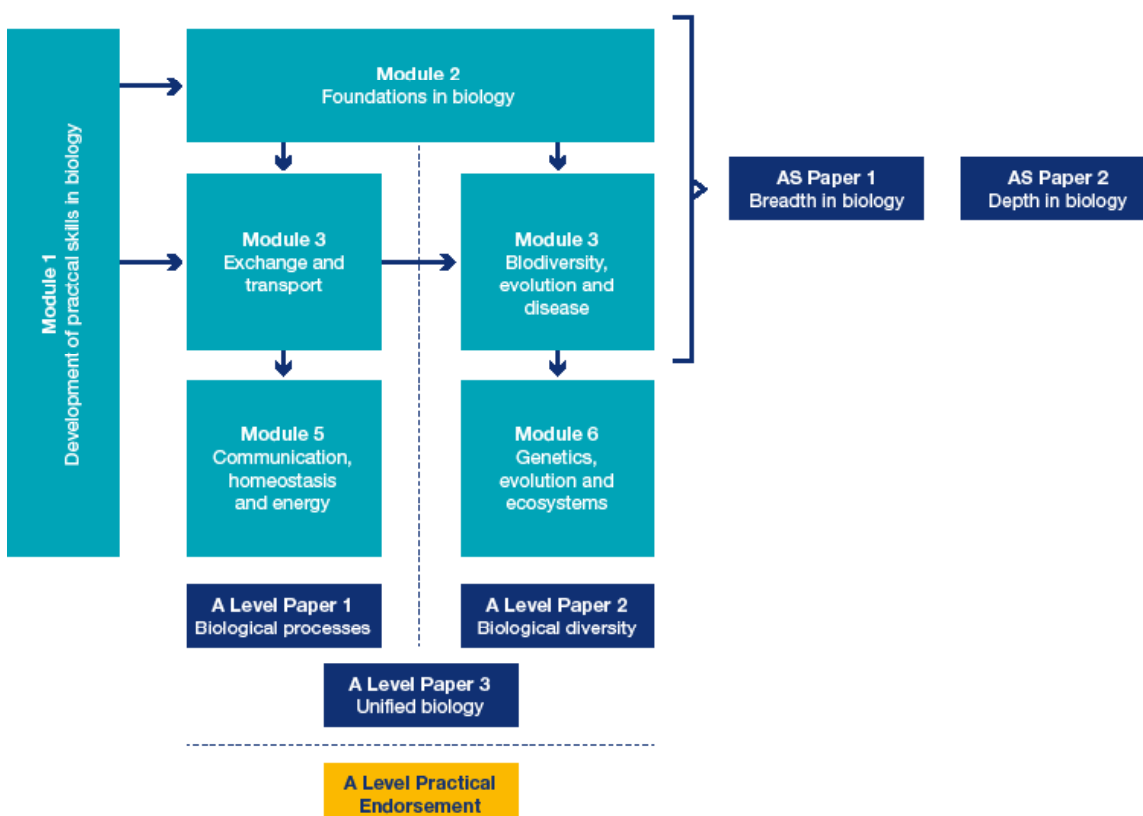 Module 1
Development of practcal skills in biology
Module 2
Foundations in biology
Module 3
Exchange and
transport
Module 3
Biodiversity,
evolution and
disease
AS Paper 1
Breadth in biology
AS Paper 2
Depth in biology
Module 5
Communication,
homeostasis
and energy
Module 6
Genetics,
evolution and
ecosystems
A Level Paper 1
Biological processes
A Level Paper 2
Biological diversity
A Level Paper 3
Unified biology
A Level Practical
Endorsement